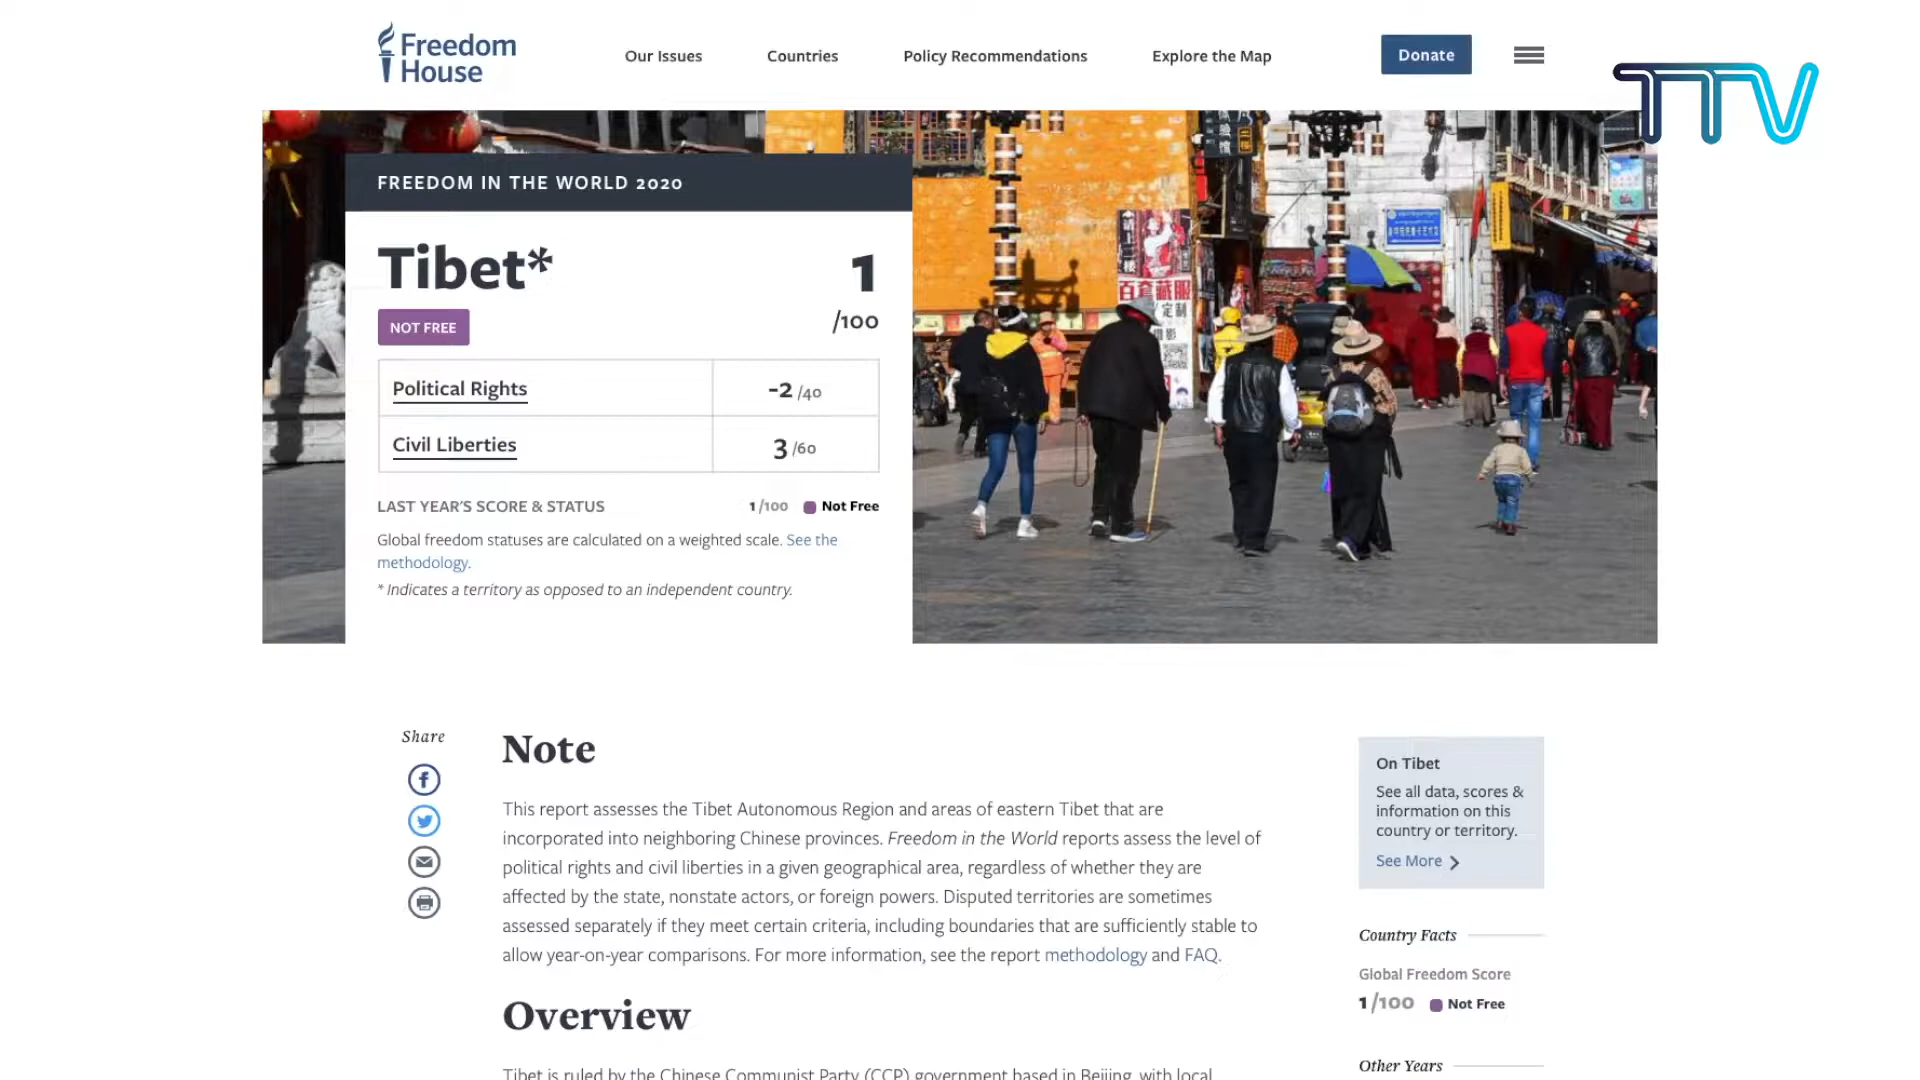 Freedom
House
Our Issues
Countries
Policy Recommendations
Explore the Map
Donate
TTV
FREEDOM IN THE WORLD 2020
Tibet*
1
/100
NOT FREE
Political Rights
-2 /40
Civil Liberties
3 /60
LAST YEAR'S SCORE & STATUS
1 /100 Not Free
Global freedom statuses are calculated on a weighted scale. See the
methodology.
* Indicates a territory as opposed to an independent country.
百套藏服
定制
Share
Note
This report assesses the Tibet Autonomous Region and areas of eastern Tibet that are
incorporated into neighboring Chinese provinces. Freedom in the World reports assess the level of
political rights and civil liberties in a given geographical area, regardless of whether they are
affected by the state, nonstate actors, or foreign powers. Disputed territories are sometimes
assessed separately if they meet certain criteria, including boundaries that are sufficiently stable to
allow year-on-year comparisons. For more information, see the report methodology and FAQ.
Overview
Tibet is ruled by the Chinese Communist Party (CCP) government based in Beijing, with local
On Tibet
See all data, scores &
information on this
country or territory.
See More
Country Facts
Global Freedom Score
1 /100 Not Free
Other Years